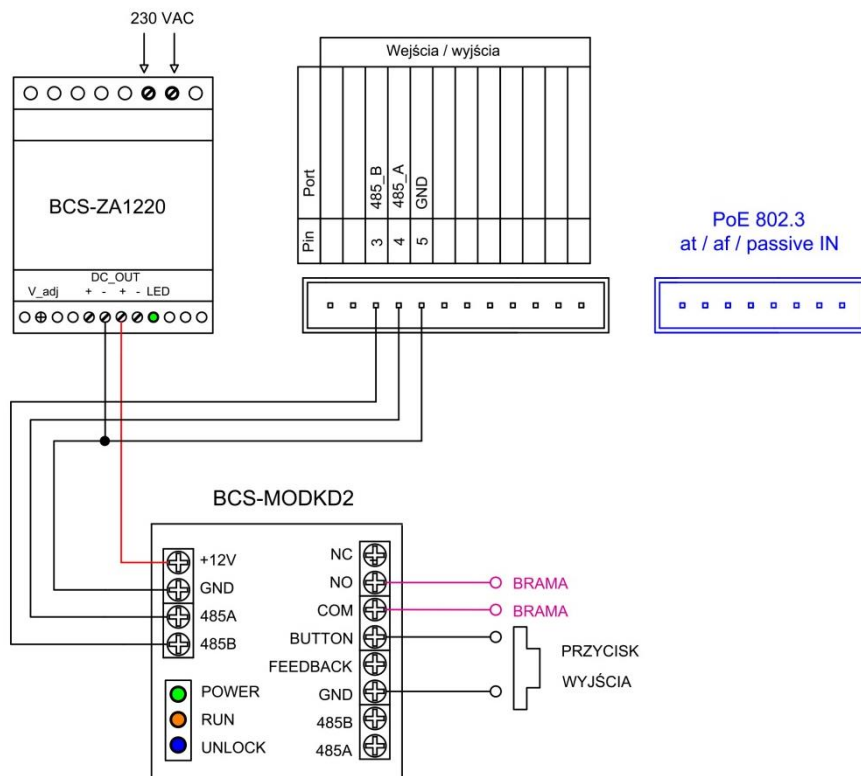 230 VAC
BCS-ZA1220
DC_OUT
V_adj + - + - LED
Wejścia / wyjścia
Port 485_B 485_A GND
Pin 3 4 5
PoE 802.3
at / af / passive IN
BCS-MODKD2
+12V
GND
485A
485B
POWER
RUN
UNLOCK
NC
NO
COM
BUTTON
FEEDBACK
GND
485B
485A
BRAMA
BRAMA
PRZYCISK
WYJŚCIA